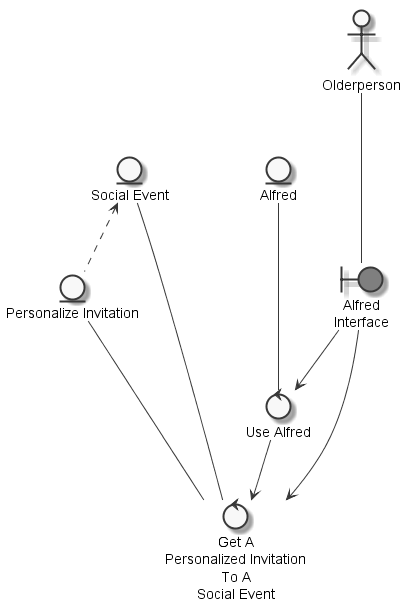 Olderperson
Social Event
Alfred
Personalize Invitation
Alfred
Interface
Use Alfred
Get A
Personalized Invitation
To A
Social Event